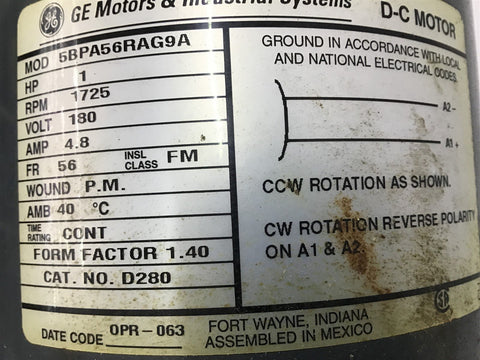 GE GE Motors & Industrial Systems
D-C MOTOR
MOD 5BPA56RAG9A
HP 1
RPM 1725
VOLT 180
AMP 4.8
FR 56 INSL CLASS FM
WOUND P.M.
AMB 40 °C
TIME RATING CONT
FORM FACTOR 1.40
CAT. NO. D280
DATE CODE OPR-063
GROUND IN ACCORDANCE WITH LOCAL
AND NATIONAL ELECTRICAL CODES.
A2 -
A1 +
CCW ROTATION AS SHOWN.
CW ROTATION REVERSE POLARITY
ON A1 & A2.
FORT WAYNE, INDIANA
ASSEMBLED IN MEXICO